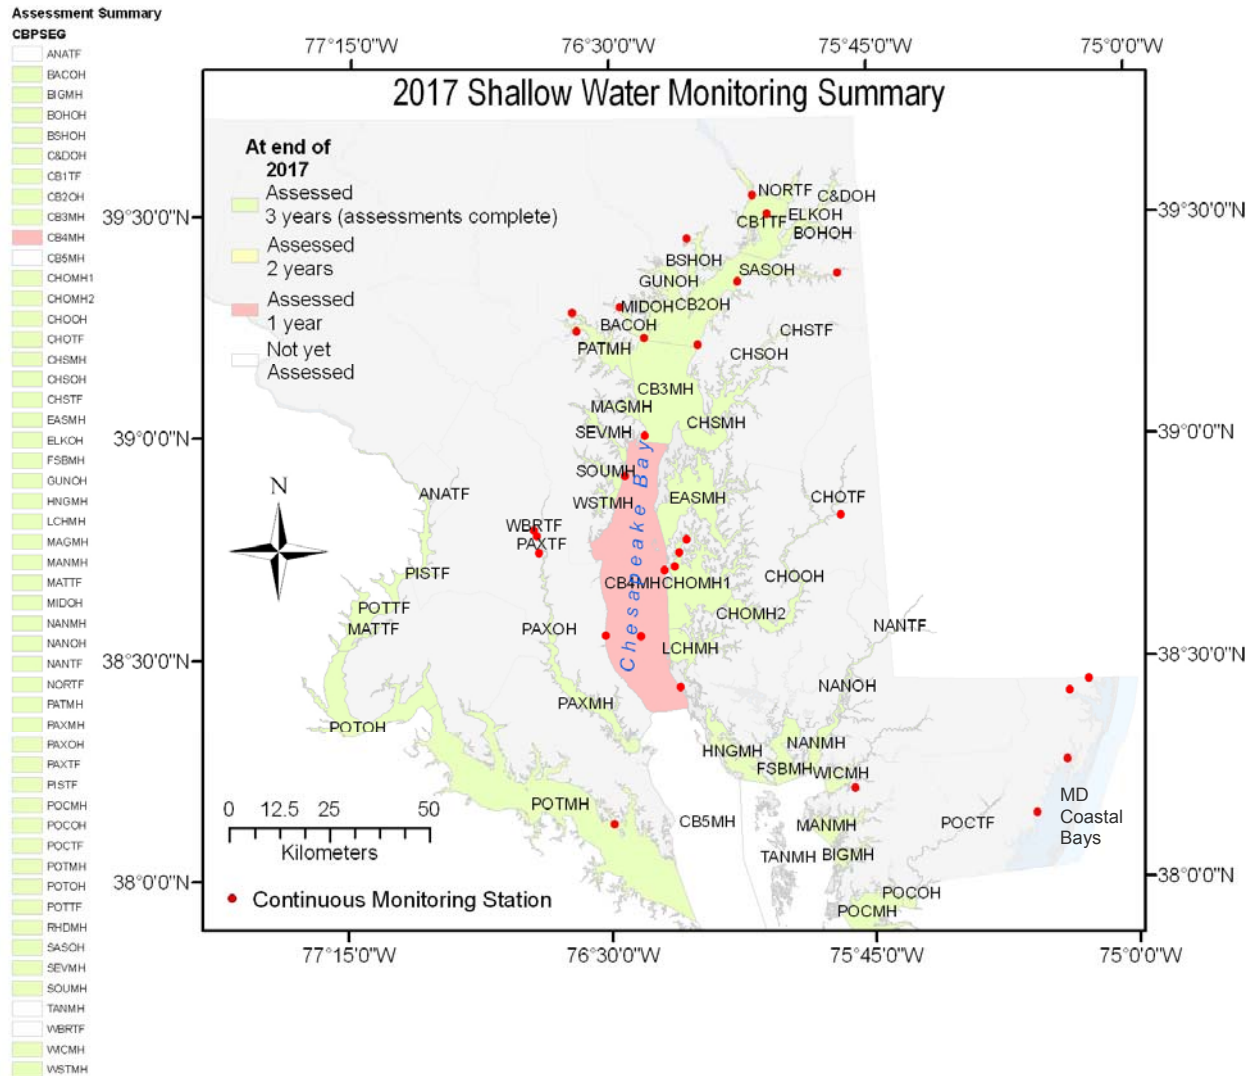 Assessment Summary
CBPSEG
ANATF
BACOH
BIGMH
BOHOH
BSHOH
C&DOH
CB1TF
CB2OH
CB3MH
CB4MH
CB5MH
CHOMH1
CHOMH2
CHOOH
CHOTF
CHSMH
CHSOH
CHSTF
EASMH
ELKOH
FSBMH
GUNOH
HNGMH
LCHMH
MAGMH
MANMH
MATTF
MIDOH
NANMH
NANOH
NANTF
NORTF
PATMH
PAXMH
PAXOH
PAXTF
PISTF
POCMH
POCOH
POCTF
POTMH
POTOH
POTTF
RHDMH
SASOH
SEVMH
SOUMH
TANMH
WBRTF
WICMH
WSTMH
77°15'0"W 76°30'0"W 75°45'0"W 75°0'0"W
2017 Shallow Water Monitoring Summary
At end of
2017
Assessed
3 years (assessments complete)
Assessed
2 years
Assessed
1 year
Not yet
Assessed
39°30'0"N
39°0'0"N
38°30'0"N
38°0'0"N
NORTF
C&DOH
CB1TF
ELKOH
BOHOH
BSHOH
SASOH
GUNOH
MIDOH
CB2OH
BACOH
CHSTF
PATMH
CHSOH
CB3MH
MAGMH
CHSMH
SEVMH
SOUMH
Chesapeake Bay
ANATF
WSTMH
EASMH
CHOTF
WBRTF
PAXTF
PISTF
CB4MH
CHOMH1
CHOOH
POTTF
CHOMH2
MATTF
PAXOH
NANTF
LCHMH
NANOH
PAXMH
POTOH
HNGMH
NANMH
FSBMH
WICMH
POTMH
CB5MH
MANMH
POCTF
MD
Coastal
Bays
TANMH
BIGMH
POCOH
POCMH
N
0 12.5 25 50
Kilometers
Continuous Monitoring Station
39°30'0"N
39°0'0"N
38°30'0"N
38°0'0"N
77°15'0"W 76°30'0"W 75°45'0"W 75°0'0"W